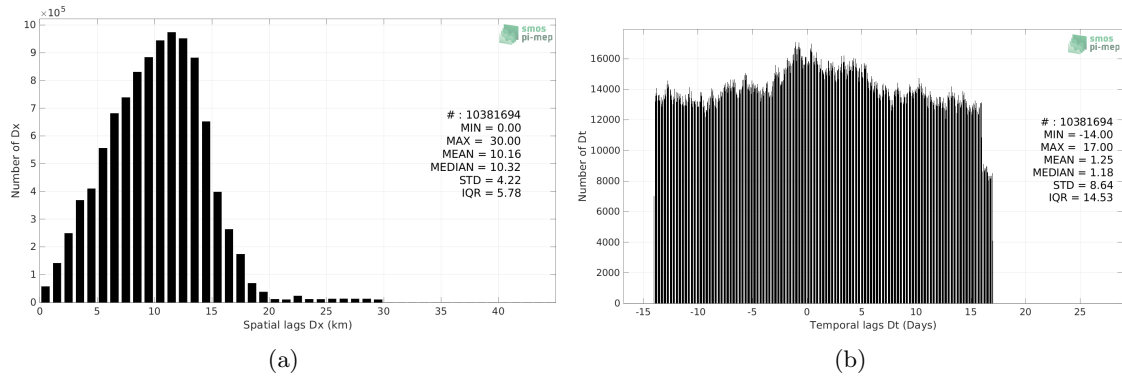 ×10⁵
10
9
8
7
6
5
4
3
2
1
0
Number of Dx
0 5 10 15 20 25 30 35 40
Spatial lags Dx (km)
smos
pi-mep
# : 10381694
MIN = 0.00
MAX = 30.00
MEAN = 10.16
MEDIAN = 10.32
STD = 4.22
IQR = 5.78
(a)
16000
14000
12000
10000
8000
6000
4000
2000
0
Number of Dt
-15 -10 -5 0 5 10 15 20 25
Temporal lags Dt (Days)
smos
pi-mep
# : 10381694
MIN = -14.00
MAX = 17.00
MEAN = 1.25
MEDIAN = 1.18
STD = 8.64
IQR = 14.53
(b)